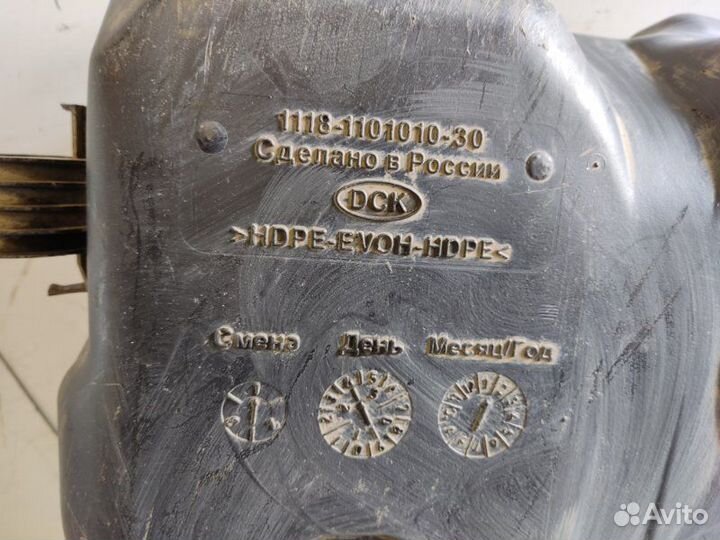 1118-1101010-30
Сделано в России
DCK
>HDPE-EVOH-HDPE<
Смена День Месяц/Год
Avito